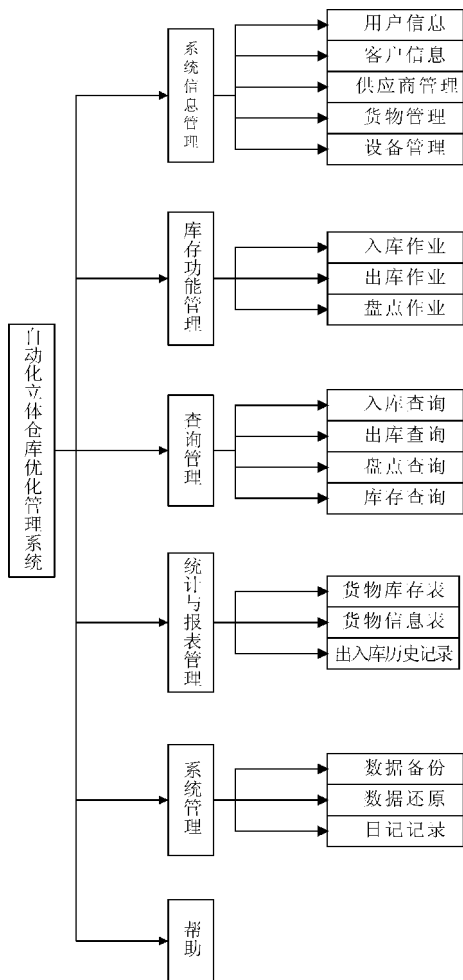 自动化立体仓库优化管理系统
系统信息管理
用户信息
客户信息
供应商管理
货物管理
设备管理
库存功能管理
入库作业
出库作业
盘点作业
查询管理
入库查询
出库查询
盘点查询
库存查询
统计与报表管理
货物库存表
货物信息表
出入库历史记录
系统管理
数据备份
数据还原
日记记录
帮助